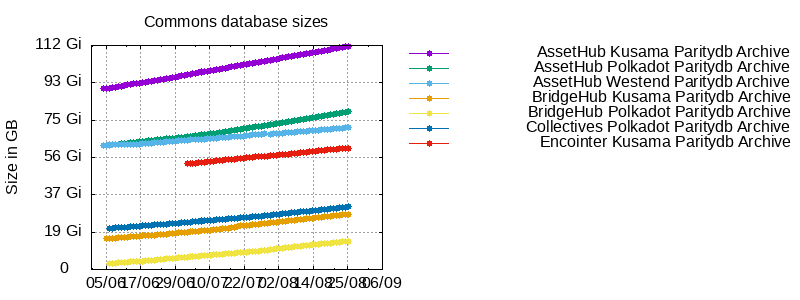 Commons database sizes
112 Gi
93 Gi
75 Gi
56 Gi
37 Gi
19 Gi
0
Size in GB
05/06 17/06 29/06 10/07 22/07 02/08 14/08 25/08 06/09
AssetHub Kusama Paritydb Archive
AssetHub Polkadot Paritydb Archive
AssetHub Westend Paritydb Archive
BridgeHub Kusama Paritydb Archive
BridgeHub Polkadot Paritydb Archive
Collectives Polkadot Paritydb Archive
Encointer Kusama Paritydb Archive